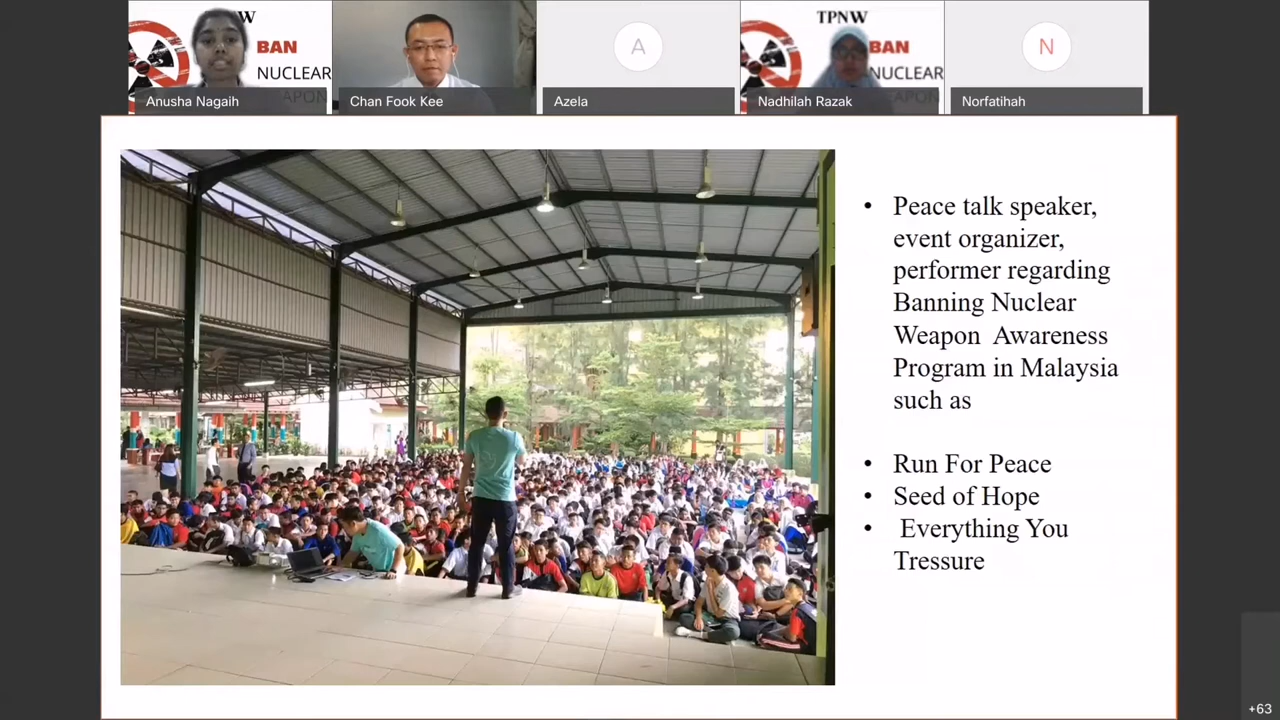 W
BAN
NUCLEAR
APON
Anusha Nagaih
Chan Fook Kee
A
Azela
TPNW
BAN
NUCLEAR
Nadhilah Razak
N
Norfatihah
• Peace talk speaker,
event organizer,
performer regarding
Banning Nuclear
Weapon Awareness
Program in Malaysia
such as
• Run For Peace
• Seed of Hope
• Everything You
Tressure
+63